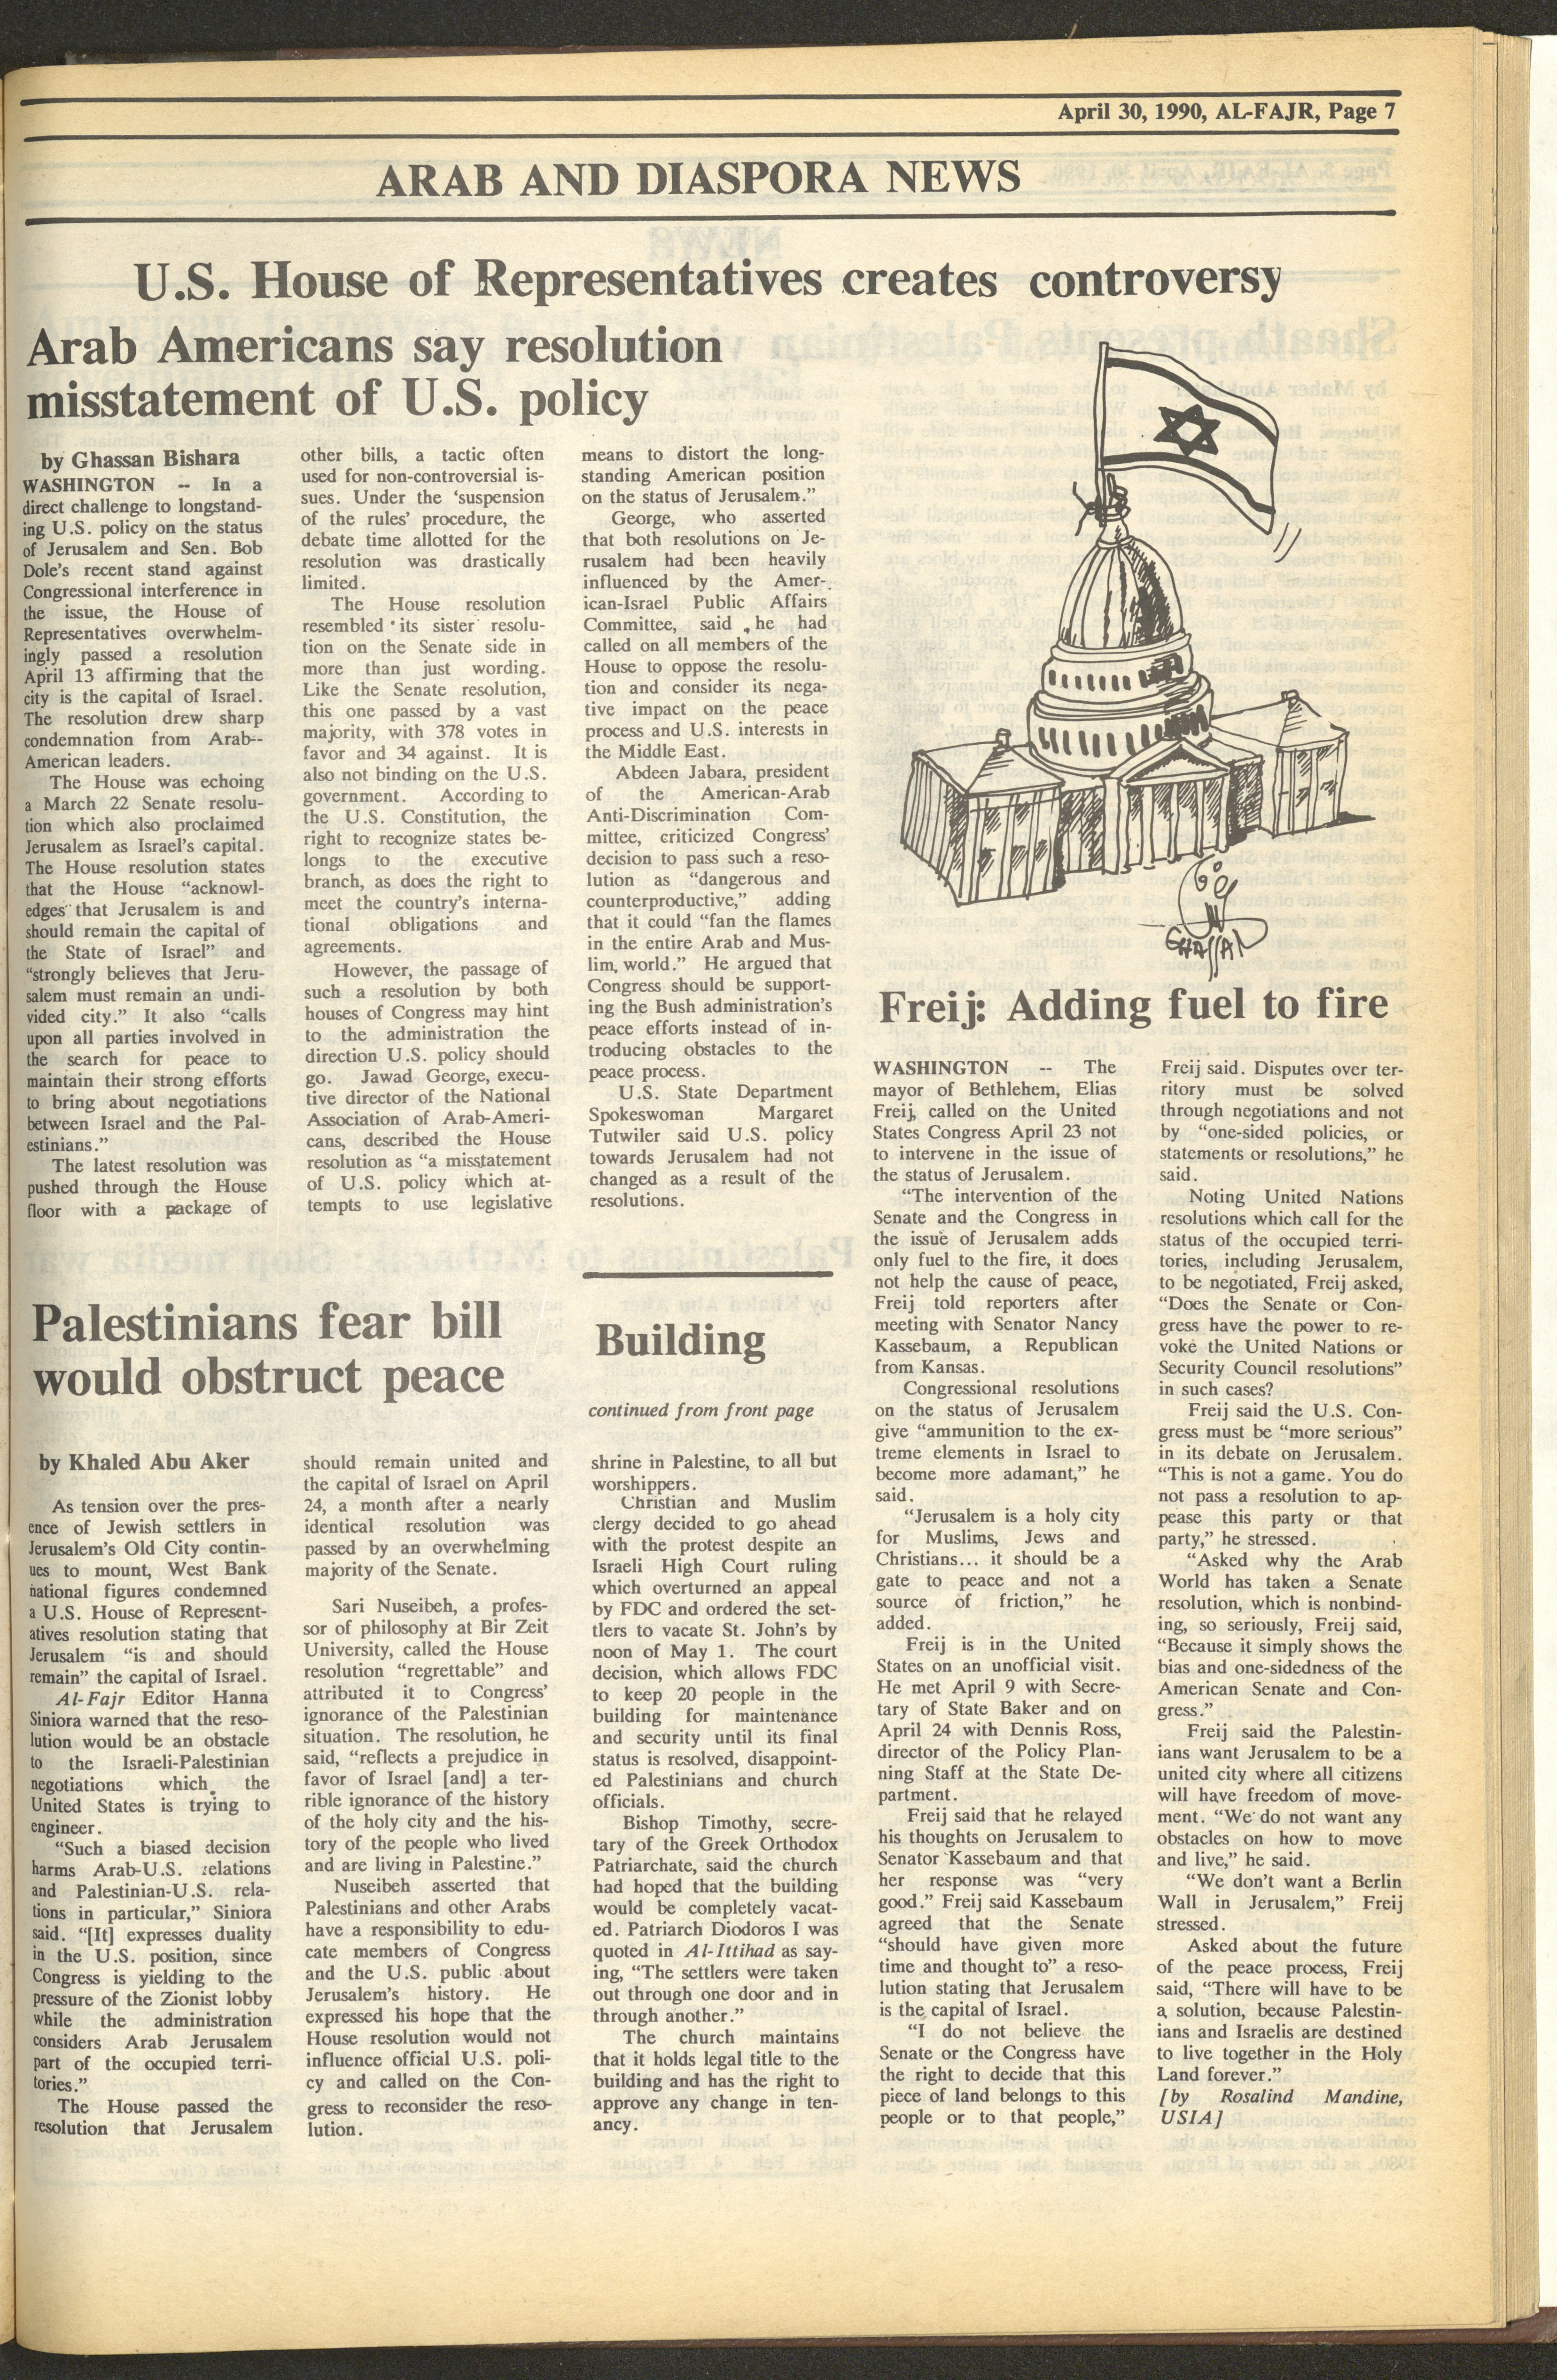 April 30, 1990, AL-FAJR, Page 7
ARAB AND DIASPORA NEWS
U.S. House of Representatives creates controversy
Arab Americans say resolution
misstatement of U.S. policy
by Ghassan Bishara
WASHINGTON -- In a
direct challenge to longstand-
ing U.S. policy on the status
of Jerusalem and Sen. Bob
Dole's recent stand against
Congressional interference in
the issue, the House of
Representatives overwhelm-
ingly passed a resolution
April 13 affirming that the
city is the capital of Israel.
The resolution drew sharp
condemnation from Arab--
American leaders.
The House was echoing
a March 22 Senate resolu-
tion which also proclaimed
Jerusalem as Israel's capital.
The House resolution states
that the House “acknowl-
edges that Jerusalem is and
should remain the capital of
the State of Israel” and
“strongly believes that Jeru-
salem must remain an undi-
vided city.” It also “calls
upon all parties involved in
the search for peace to
maintain their strong efforts
to bring about negotiations
between Israel and the Pal-
estinians.”
The latest resolution was
pushed through the House
floor with a package of
other bills, a tactic often
used for non-controversial is-
sues. Under the ‘suspension
of the rules’ procedure, the
debate time allotted for the
resolution was drastically
limited.
The House resolution
resembled its sister resolu-
tion on the Senate side in
more than just wording.
Like the Senate resolution,
this one passed by a vast
majority, with 378 votes in
favor and 34 against. It is
also not binding on the U.S.
government. According to
the U.S. Constitution, the
right to recognize states be-
longs to the executive
branch, as does the right to
meet the country's interna-
tional obligations and
agreements.
However, the passage of
such a resolution by both
houses of Congress may hint
to the administration the
direction U.S. policy should
go. Jawad George, execu-
tive director of the National
Association of Arab-Ameri-
cans, described the House
resolution as “a misstatement
of U.S. policy which at-
tempts to use legislative
means to distort the long-
standing American position
on the status of Jerusalem.”
George, who asserted
that both resolutions on Je-
rusalem had been heavily
influenced by the Amer-
ican-Israel Public Affairs
Committee, said he had
called on all members of the
House to oppose the resolu-
tion and consider its nega-
tive impact on the peace
process and U.S. interests in
the Middle East.
Abdeen Jabara, president
of the American-Arab
Anti-Discrimination Com-
mittee, criticized Congress'
decision to pass such a reso-
lution as “dangerous and
counterproductive,” adding
that it could “fan the flames
in the entire Arab and Mus-
lim, world.” He argued that
Congress should be support-
ing the Bush administration's
peace efforts instead of in-
troducing obstacles to the
peace process.
U.S. State Department
Spokeswoman Margaret
Tutwiler said U.S. policy
towards Jerusalem had not
changed as a result of the
resolutions.
GHASSAN
Freij: Adding fuel to fire
WASHINGTON -- The
mayor of Bethlehem, Elias
Freij, called on the United
States Congress April 23 not
to intervene in the issue of
the status of Jerusalem.
“The intervention of the
Senate and the Congress in
the issue of Jerusalem adds
only fuel to the fire, it does
not help the cause of peace,
Freij told reporters after
meeting with Senator Nancy
Kassebaum, a Republican
from Kansas.
Congressional resolutions
on the status of Jerusalem
give “ammunition to the ex-
treme elements in Israel to
become more adamant,” he
said.
“Jerusalem is a holy city
for Muslims, Jews and
Christians... it should be a
gate to peace and not a
source of friction,” he
added.
Freij is in the United
States on an unofficial visit.
He met April 9 with Secre-
tary of State Baker and on
April 24 with Dennis Ross,
director of the Policy Plan-
ning Staff at the State De-
partment.
Freij said that he relayed
his thoughts on Jerusalem to
Senator Kassebaum and that
her response was “very
good.” Freij said Kassebaum
agreed that the Senate
“should have given more
time and thought to” a reso-
lution stating that Jerusalem
is the capital of Israel.
“I do not believe the
Senate or the Congress have
the right to decide that this
piece of land belongs to this
people or to that people,”
Freij said. Disputes over ter-
ritory must be solved
through negotiations and not
by “one-sided policies, or
statements or resolutions,” he
said.
Noting United Nations
resolutions which call for the
status of the occupied terri-
tories, including Jerusalem,
to be negotiated, Freij asked,
“Does the Senate or Con-
gress have the power to re-
voke the United Nations or
Security Council resolutions”
in such cases?
Freij said the U.S. Con-
gress must be “more serious”
in its debate on Jerusalem.
“This is not a game. You do
not pass a resolution to ap-
pease this party or that
party,” he stressed.
“Asked why the Arab
World has taken a Senate
resolution, which is nonbind-
ing, so seriously, Freij said,
“Because it simply shows the
bias and one-sidedness of the
American Senate and Con-
gress.”
Freij said the Palestin-
ians want Jerusalem to be a
united city where all citizens
will have freedom of move-
ment. “We do not want any
obstacles on how to move
and live,” he said.
“We don't want a Berlin
Wall in Jerusalem,” Freij
stressed.
Asked about the future
of the peace process, Freij
said, “There will have to be
a solution, because Palestin-
ians and Israelis are destined
to live together in the Holy
Land forever.”
[by Rosalind Mandine,
USIA]
Palestinians fear bill
would obstruct peace
by Khaled Abu Aker
As tension over the pres-
ence of Jewish settlers in
Jerusalem's Old City contin-
ues to mount, West Bank
national figures condemned
a U.S. House of Represent-
atives resolution stating that
Jerusalem “is and should
remain” the capital of Israel.
Al-Fajr Editor Hanna
Siniora warned that the reso-
lution would be an obstacle
to the Israeli-Palestinian
negotiations which the
United States is trying to
engineer.
“Such a biased decision
harms Arab-U.S. relations
and Palestinian-U.S. rela-
tions in particular,” Siniora
said. “[It] expresses duality
in the U.S. position, since
Congress is yielding to the
pressure of the Zionist lobby
while the administration
considers Arab Jerusalem
part of the occupied terri-
tories.”
The House passed the
resolution that Jerusalem
should remain united and
the capital of Israel on April
24, a month after a nearly
identical resolution was
passed by an overwhelming
majority of the Senate.
Sari Nuseibeh, a profes-
sor of philosophy at Bir Zeit
University, called the House
resolution “regrettable” and
attributed it to Congress'
ignorance of the Palestinian
situation. The resolution, he
said, “reflects a prejudice in
favor of Israel [and] a ter-
rible ignorance of the history
of the holy city and the his-
tory of the people who lived
and are living in Palestine.”
Nuseibeh asserted that
Palestinians and other Arabs
have a responsibility to edu-
cate members of Congress
and the U.S. public about
Jerusalem's history. He
expressed his hope that the
House resolution would not
influence official U.S. poli-
cy and called on the Con-
gress to reconsider the reso-
lution.
Building
continued from front page
shrine in Palestine, to all but
worshippers.
Christian and Muslim
clergy decided to go ahead
with the protest despite an
Israeli High Court ruling
which overturned an appeal
by FDC and ordered the set-
tlers to vacate St. John's by
noon of May 1. The court
decision, which allows FDC
to keep 20 people in the
building for maintenance
and security until its final
status is resolved, disappoint-
ed Palestinians and church
officials.
Bishop Timothy, secre-
tary of the Greek Orthodox
Patriarchate, said the church
had hoped that the building
would be completely vacat-
ed. Patriarch Diodoros I was
quoted in Al-Ittihad as say-
ing, “The settlers were taken
out through one door and in
through another.”
The church maintains
that it holds legal title to the
building and has the right to
approve any change in ten-
ancy.